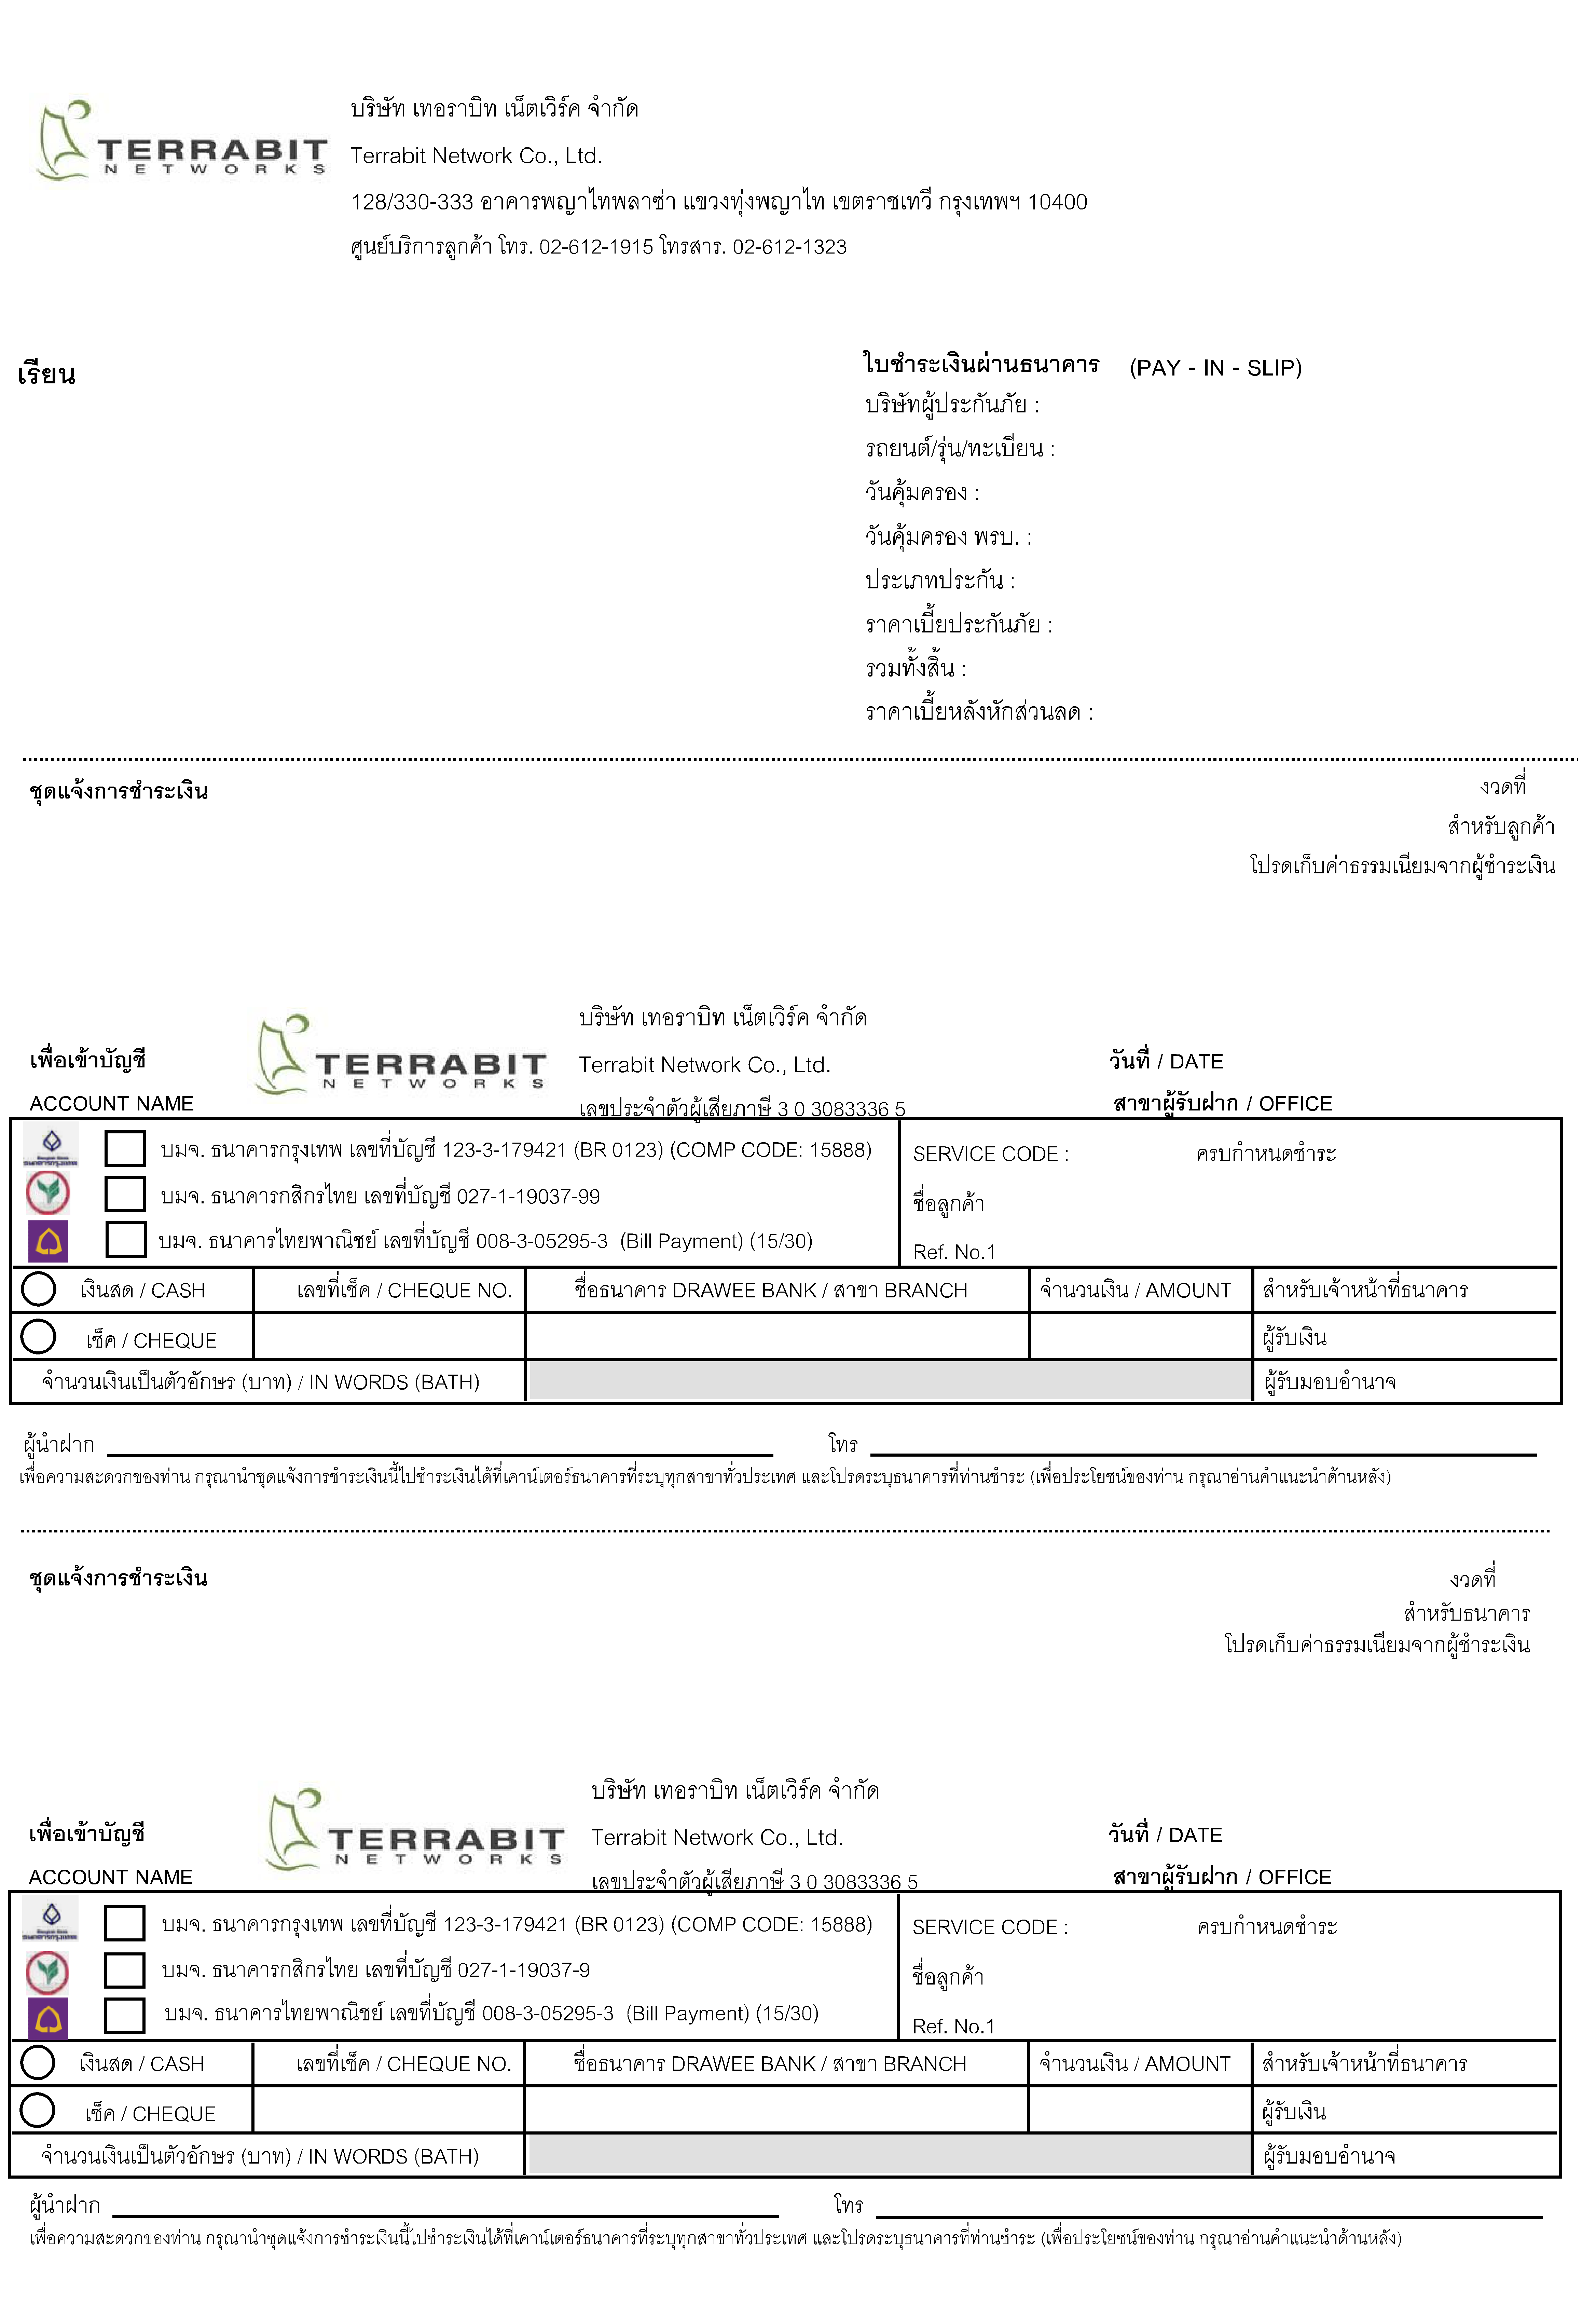 TERRABIT
NETWORKS
บริษัท เทอราบิท เน็ตเวิร์ค จำกัด
Terrabit Network Co., Ltd.
128/330-333 อาคารพญาไทพลาซ่า แขวงทุ่งพญาไท เขตราชเทวี กรุงเทพฯ 10400
ศูนย์บริการลูกค้า โทร. 02-612-1915 โทรสาร. 02-612-1323
เรียน
ใบชำระเงินผ่านธนาคาร (PAY - IN - SLIP)
บริษัทผู้ประกันภัย :
รถยนต์/รุ่น/ทะเบียน :
วันคุ้มครอง :
วันคุ้มครอง พรบ. :
ประเภทประกัน :
ราคาเบี้ยประกันภัย :
รวมทั้งสิ้น :
ราคาเบี้ยหลังหักส่วนลด :
ชุดแจ้งการชำระเงิน
งวดที่
สำหรับลูกค้า
โปรดเก็บค่าธรรมเนียมจากผู้ชำระเงิน
เพื่อเข้าบัญชี
ACCOUNT NAME
TERRABIT
NETWORKS
บริษัท เทอราบิท เน็ตเวิร์ค จำกัด
Terrabit Network Co., Ltd.
เลขประจำตัวผู้เสียภาษี 3 0 3083336 5
วันที่ / DATE
สาขาผู้รับฝาก / OFFICE
บมจ. ธนาคารกรุงเทพ เลขที่บัญชี 123-3-179421 (BR 0123) (COMP CODE: 15888)
บมจ. ธนาคารกสิกรไทย เลขที่บัญชี 027-1-19037-99
บมจ. ธนาคารไทยพาณิชย์ เลขที่บัญชี 008-3-05295-3 (Bill Payment) (15/30)
SERVICE CODE : ครบกำหนดชำระ
ชื่อลูกค้า
Ref. No.1
เงินสด / CASH เลขที่เช็ค / CHEQUE NO. ชื่อธนาคาร DRAWEE BANK / สาขา BRANCH จำนวนเงิน / AMOUNT สำหรับเจ้าหน้าที่ธนาคาร
เช็ค / CHEQUE ผู้รับเงิน
จำนวนเงินเป็นตัวอักษร (บาท) / IN WORDS (BATH) ผู้รับมอบอำนาจ
ผู้นำฝาก โทร
เพื่อความสะดวกของท่าน กรุณานำชุดแจ้งการชำระเงินนี้ไปชำระเงินได้ที่เคาน์เตอร์ธนาคารที่ระบุทุกสาขาทั่วประเทศ และโปรดระบุธนาคารที่ท่านชำระ (เพื่อประโยชน์ของท่าน กรุณาอ่านคำแนะนำด้านหลัง)
ชุดแจ้งการชำระเงิน
งวดที่
สำหรับธนาคาร
โปรดเก็บค่าธรรมเนียมจากผู้ชำระเงิน
เพื่อเข้าบัญชี
ACCOUNT NAME
TERRABIT
NETWORKS
บริษัท เทอราบิท เน็ตเวิร์ค จำกัด
Terrabit Network Co., Ltd.
เลขประจำตัวผู้เสียภาษี 3 0 3083336 5
วันที่ / DATE
สาขาผู้รับฝาก / OFFICE
บมจ. ธนาคารกรุงเทพ เลขที่บัญชี 123-3-179421 (BR 0123) (COMP CODE: 15888)
บมจ. ธนาคารกสิกรไทย เลขที่บัญชี 027-1-19037-9
บมจ. ธนาคารไทยพาณิชย์ เลขที่บัญชี 008-3-05295-3 (Bill Payment) (15/30)
SERVICE CODE : ครบกำหนดชำระ
ชื่อลูกค้า
Ref. No.1
เงินสด / CASH เลขที่เช็ค / CHEQUE NO. ชื่อธนาคาร DRAWEE BANK / สาขา BRANCH จำนวนเงิน / AMOUNT สำหรับเจ้าหน้าที่ธนาคาร
เช็ค / CHEQUE ผู้รับเงิน
จำนวนเงินเป็นตัวอักษร (บาท) / IN WORDS (BATH) ผู้รับมอบอำนาจ
ผู้นำฝาก โทร
เพื่อความสะดวกของท่าน กรุณานำชุดแจ้งการชำระเงินนี้ไปชำระเงินได้ที่เคาน์เตอร์ธนาคารที่ระบุทุกสาขาทั่วประเทศ และโปรดระบุธนาคารที่ท่านชำระ (เพื่อประโยชน์ของท่าน กรุณาอ่านคำแนะนำด้านหลัง)